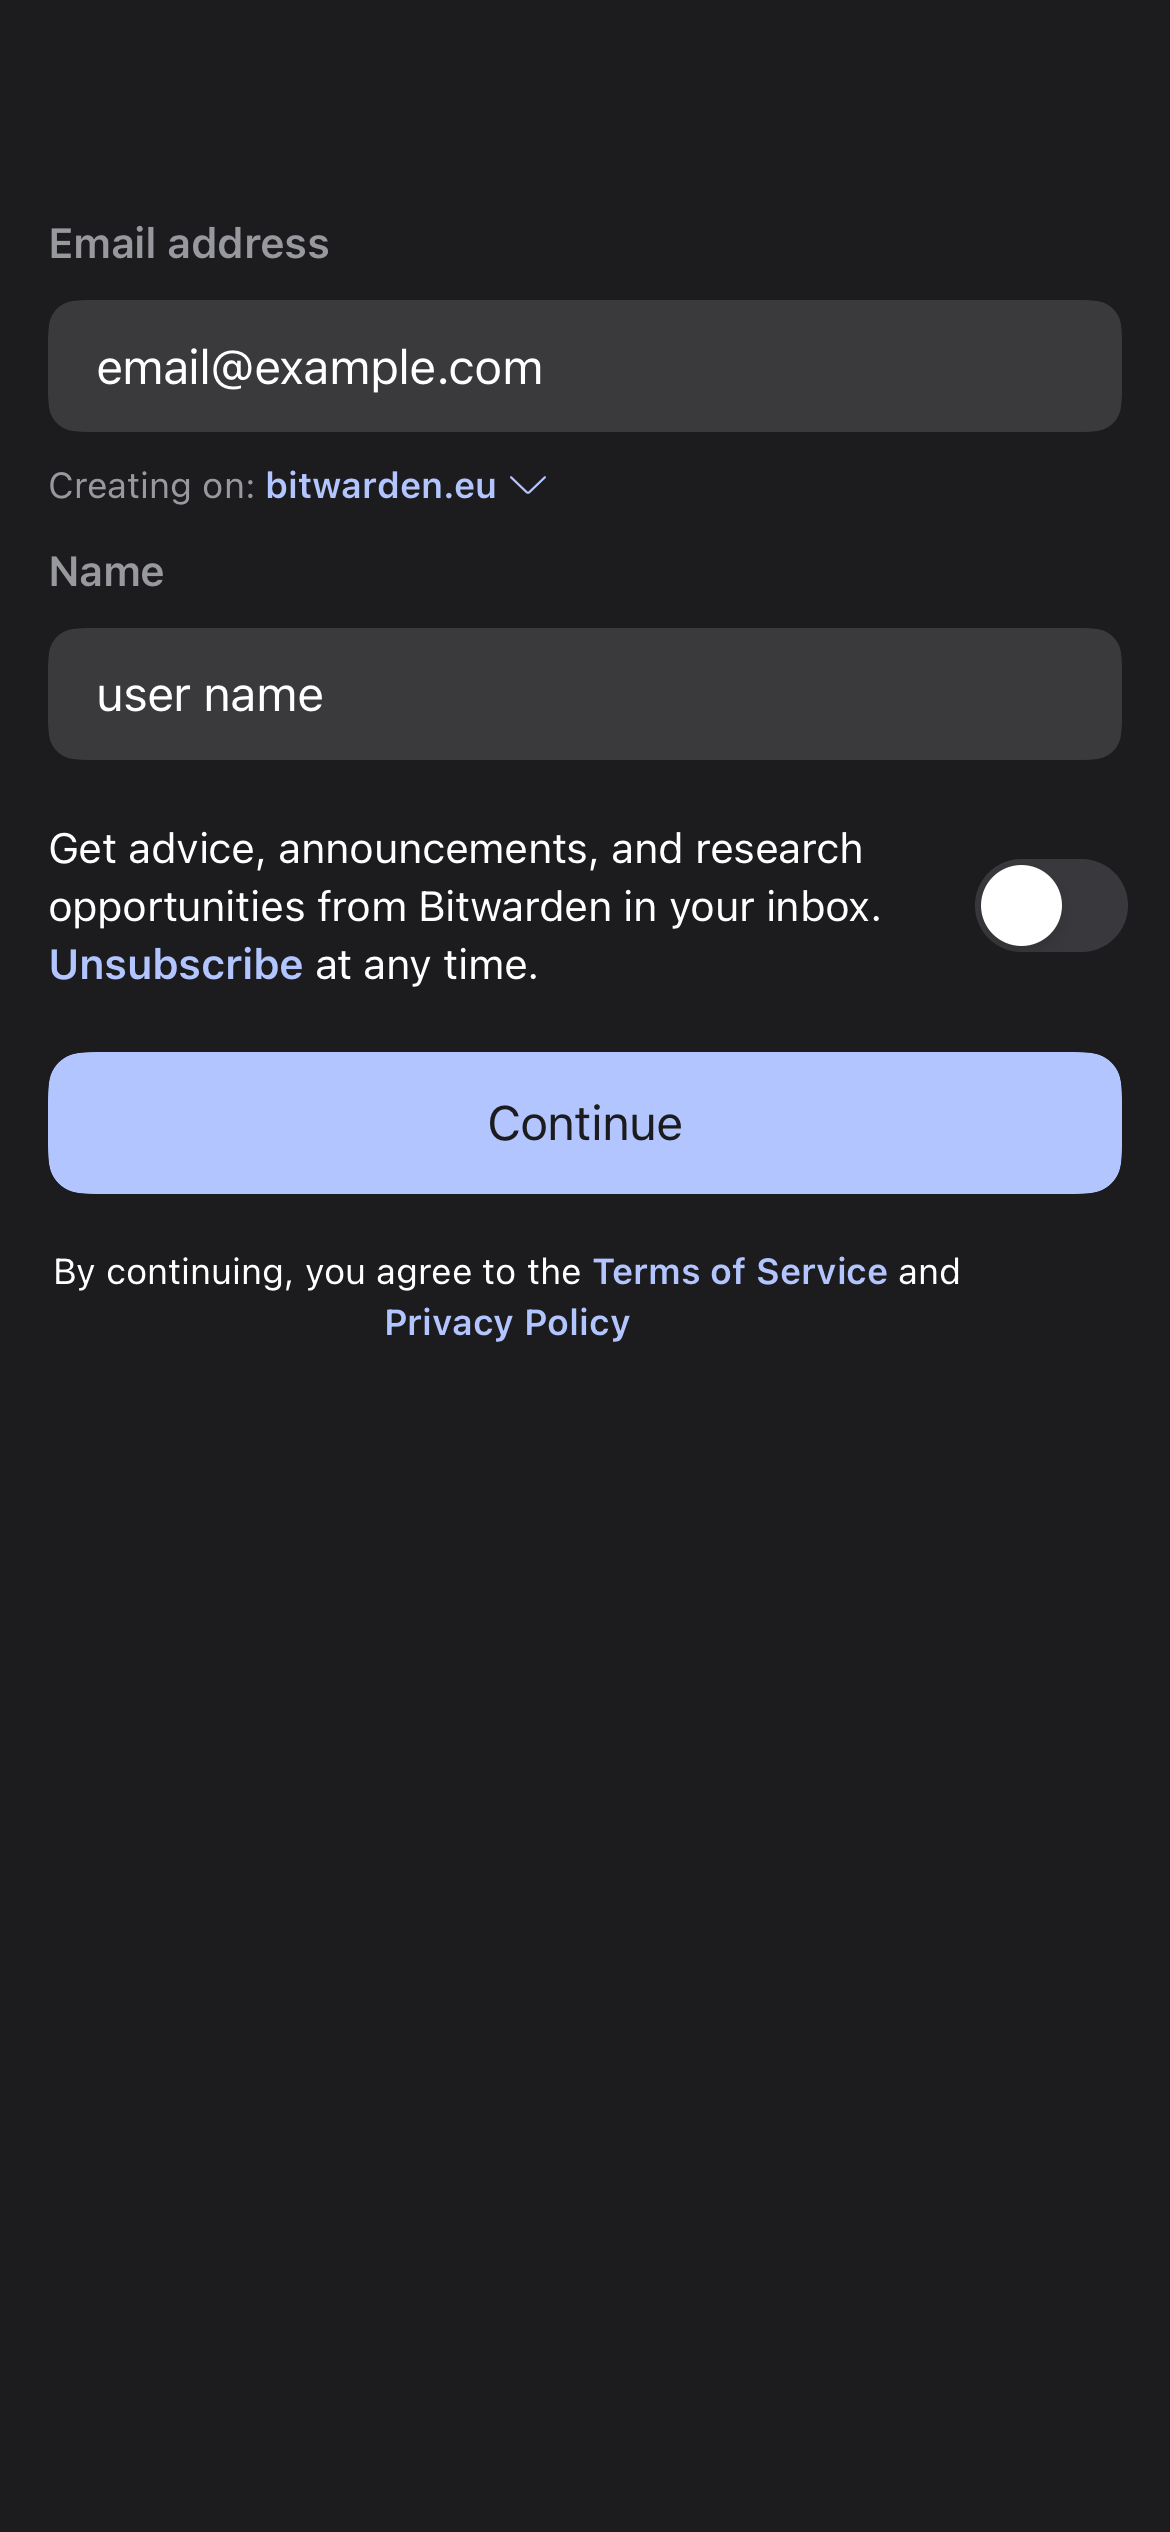 Email address
email@example.com
Creating on: bitwarden.eu
Name
user name
Get advice, announcements, and research
opportunities from Bitwarden in your inbox.
Unsubscribe at any time.
Continue
By continuing, you agree to the Terms of Service and
Privacy Policy